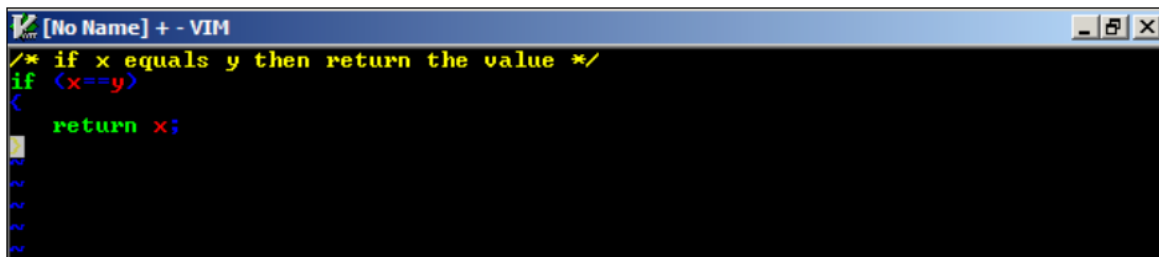 [No Name] + - VIM
/* if x equals y then return the value */
if (x==y)
{
return x;
}
~
~
~
~
~